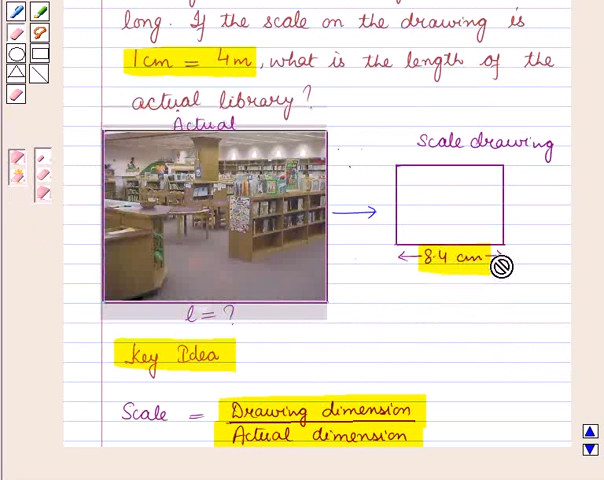 long. If the scale on the drawing is
1cm = 4m, what is the length of the
actual library?
Actual
Scale drawing
8.4 cm
l = ?
Key Idea
Scale = Drawing dimension
Actual dimension